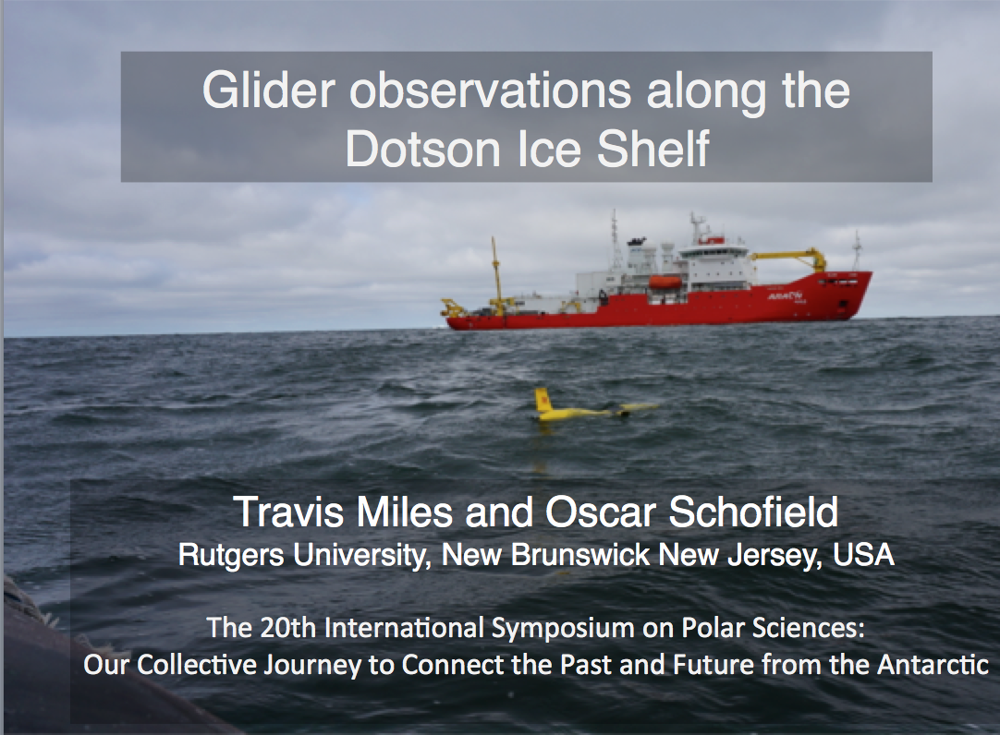 Glider observations along the
Dotson Ice Shelf
ARAON
Travis Miles and Oscar Schofield
Rutgers University, New Brunswick New Jersey, USA
The 20th International Symposium on Polar Sciences:
Our Collective Journey to Connect the Past and Future from the Antarctic